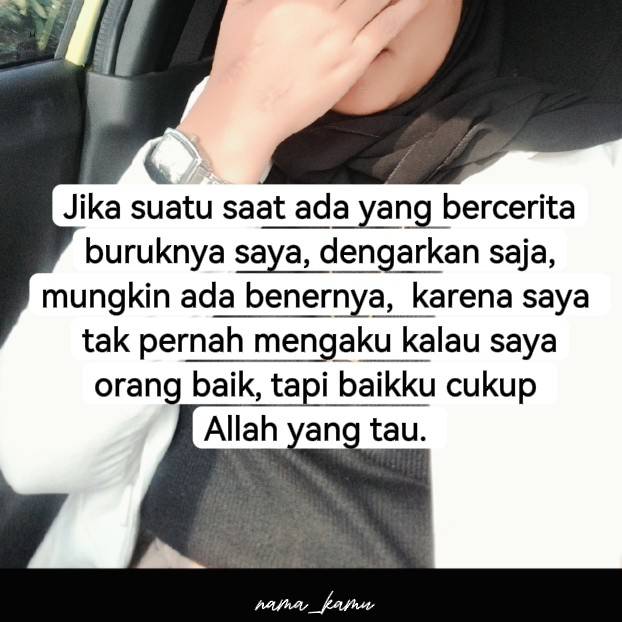 Jika suatu saat ada yang bercerita
buruknya saya, dengarkan saja,
mungkin ada benernya, karena saya
tak pernah mengaku kalau saya
orang baik, tapi baikku cukup
Allah yang tau.
nama_kamu